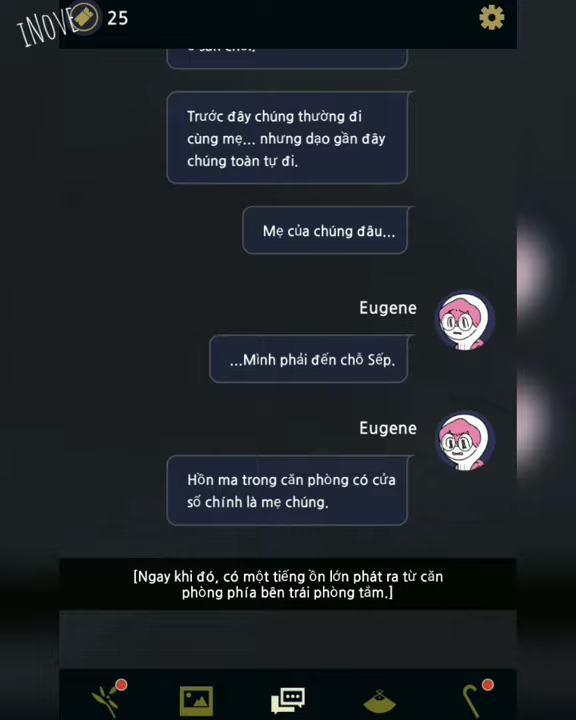 INOVE
25
ở sân chơi.
Trước đây chúng thường đi
cùng mẹ... nhưng dạo gần đây
chúng toàn tự đi.
Mẹ của chúng đâu...
Eugene
...Mình phải đến chỗ Sếp.
Eugene
Hồn ma trong căn phòng có cửa
sổ chính là mẹ chúng.
[Ngay khi đó, có một tiếng ồn lớn phát ra từ căn
phòng phía bên trái phòng tắm.]